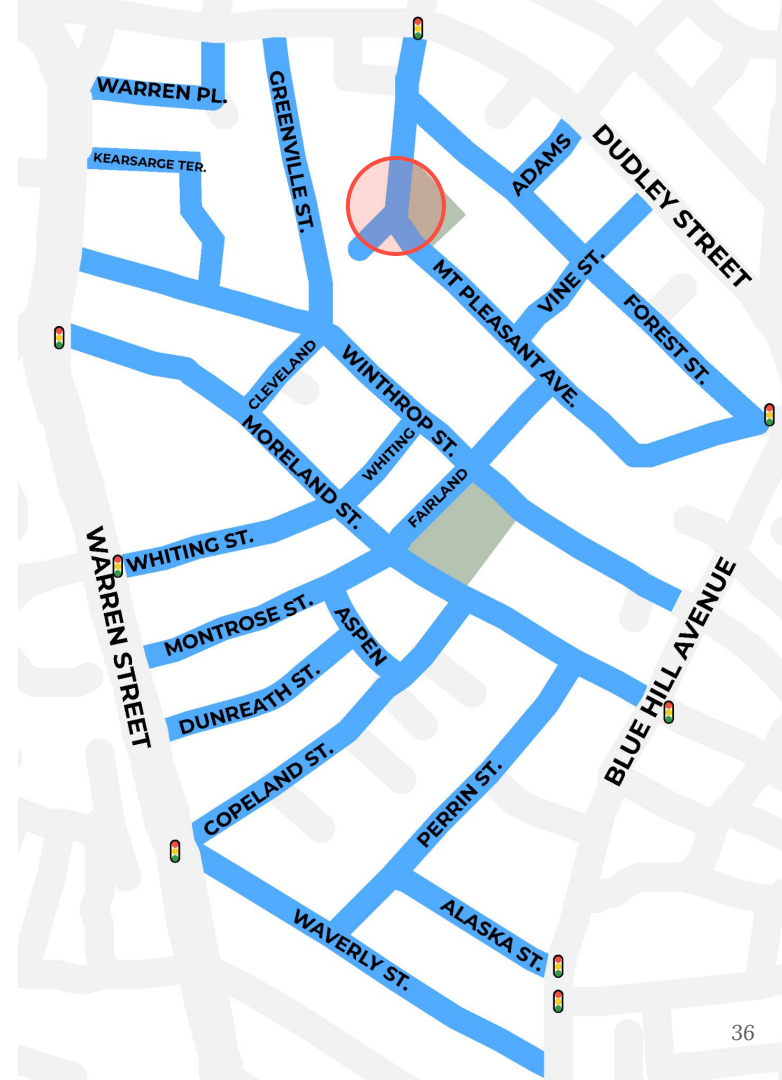 WARREN PL.
GREENVILLE ST.
KEARSARGE TER.
ADAMS
DUDLEY STREET
VINE ST.
MT PLEASANT AVE.
FOREST ST.
CLEVELAND
WINTHROP ST.
MORELAND ST.
WHITING
FAIRLAND
WHITING ST.
WARREN STREET
MONTROSE ST.
ASPEN
DUNREATH ST.
BLUE HILL AVENUE
COPELAND ST.
PERRIN ST.
ALASKA ST.
WAVERLY ST.
36